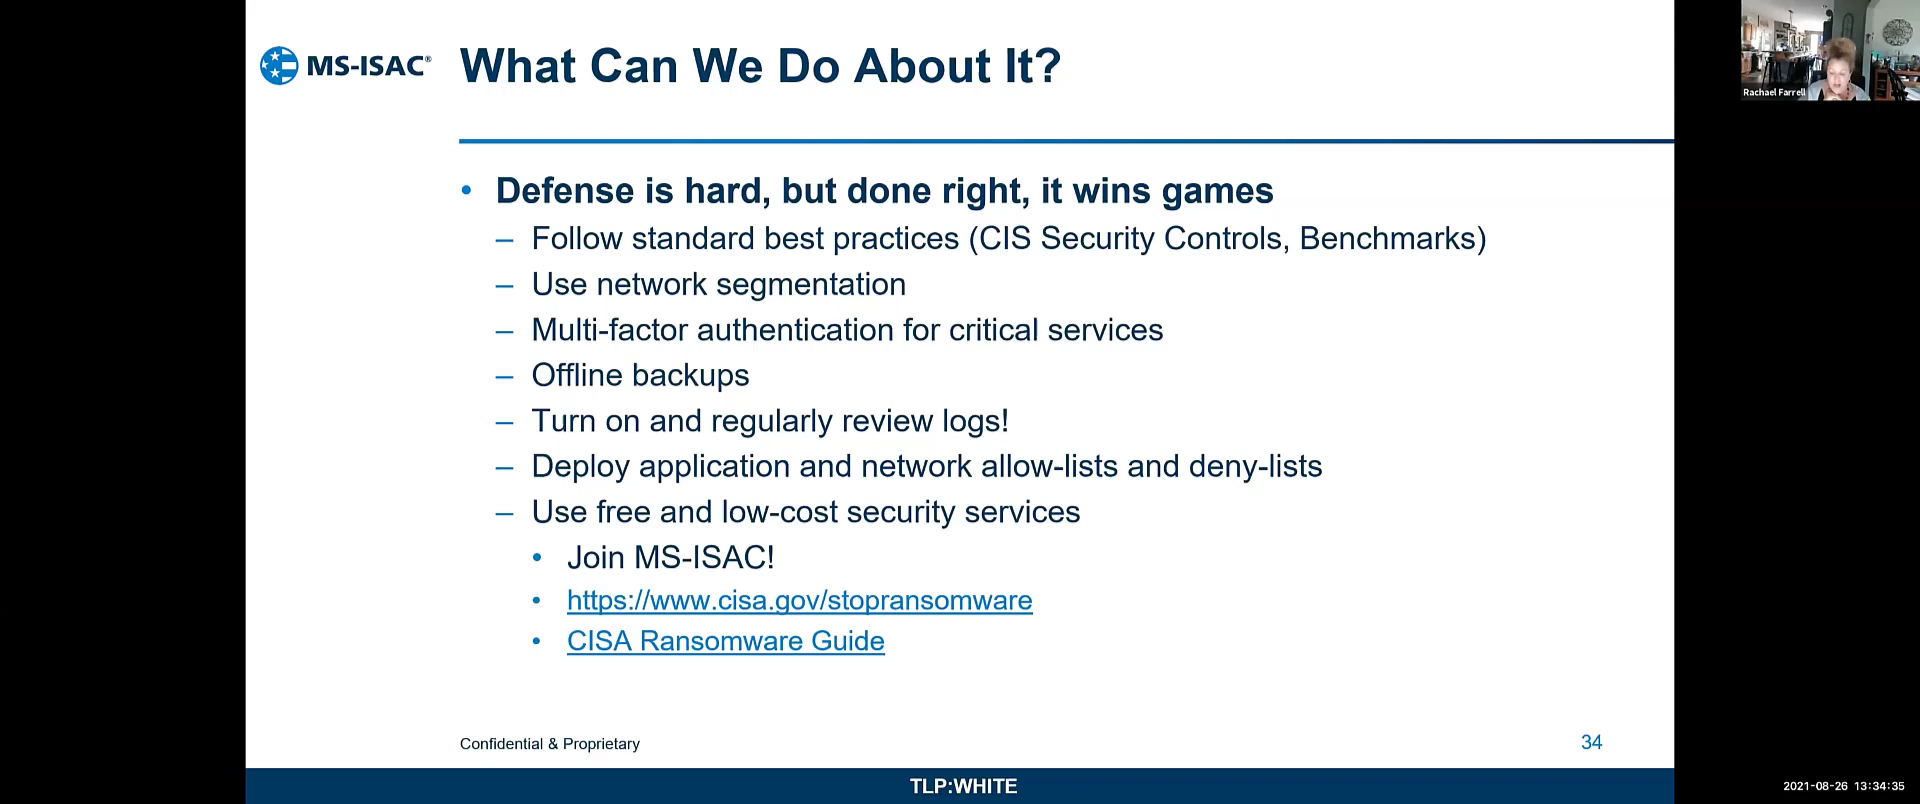 MS-ISAC®
What Can We Do About It?
Rachael Farrell
• Defense is hard, but done right, it wins games
– Follow standard best practices (CIS Security Controls, Benchmarks)
– Use network segmentation
– Multi-factor authentication for critical services
– Offline backups
– Turn on and regularly review logs!
– Deploy application and network allow-lists and deny-lists
– Use free and low-cost security services
• Join MS-ISAC!
• https://www.cisa.gov/stopransomware
• CISA Ransomware Guide
Confidential & Proprietary
34
TLP:WHITE
2021-08-26 13:34:35